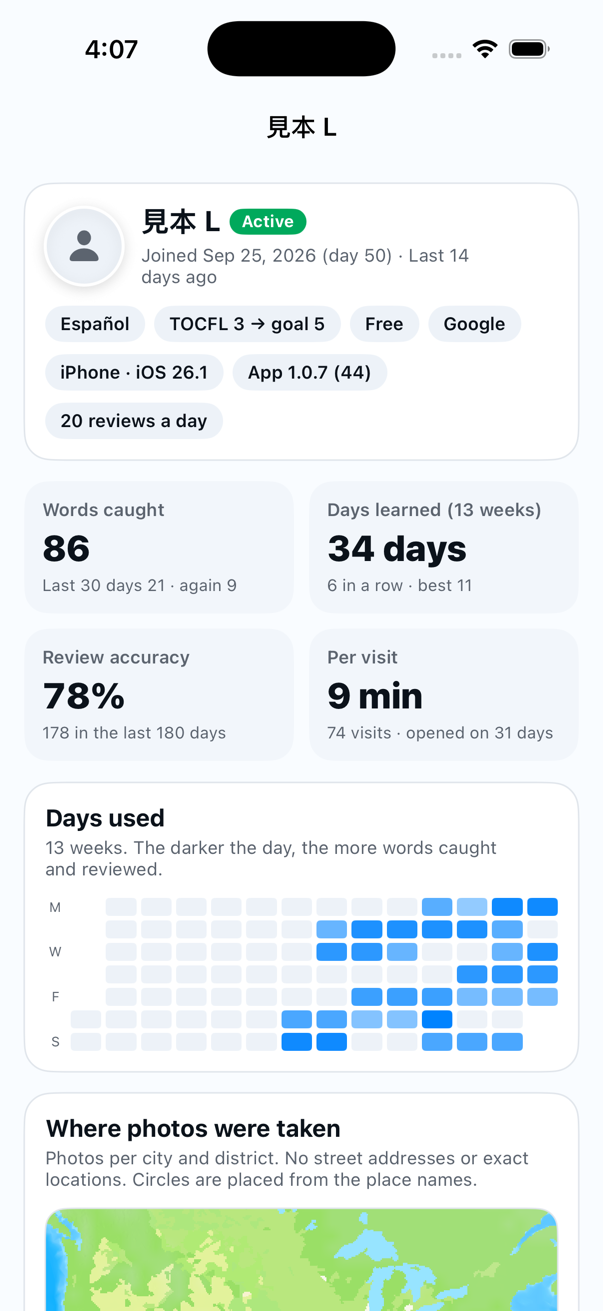 4:07
見本 L
見本 L Active
Joined Sep 25, 2026 (day 50) · Last 14
days ago
Español TOCFL 3 → goal 5 Free Google
iPhone · iOS 26.1 App 1.0.7 (44)
20 reviews a day
Words caught
86
Last 30 days 21 · again 9
Days learned (13 weeks)
34 days
6 in a row · best 11
Review accuracy
78%
178 in the last 180 days
Per visit
9 min
74 visits · opened on 31 days
Days used
13 weeks. The darker the day, the more words caught
and reviewed.
M
W
F
S
Where photos were taken
Photos per city and district. No street addresses or exact
locations. Circles are placed from the place names.